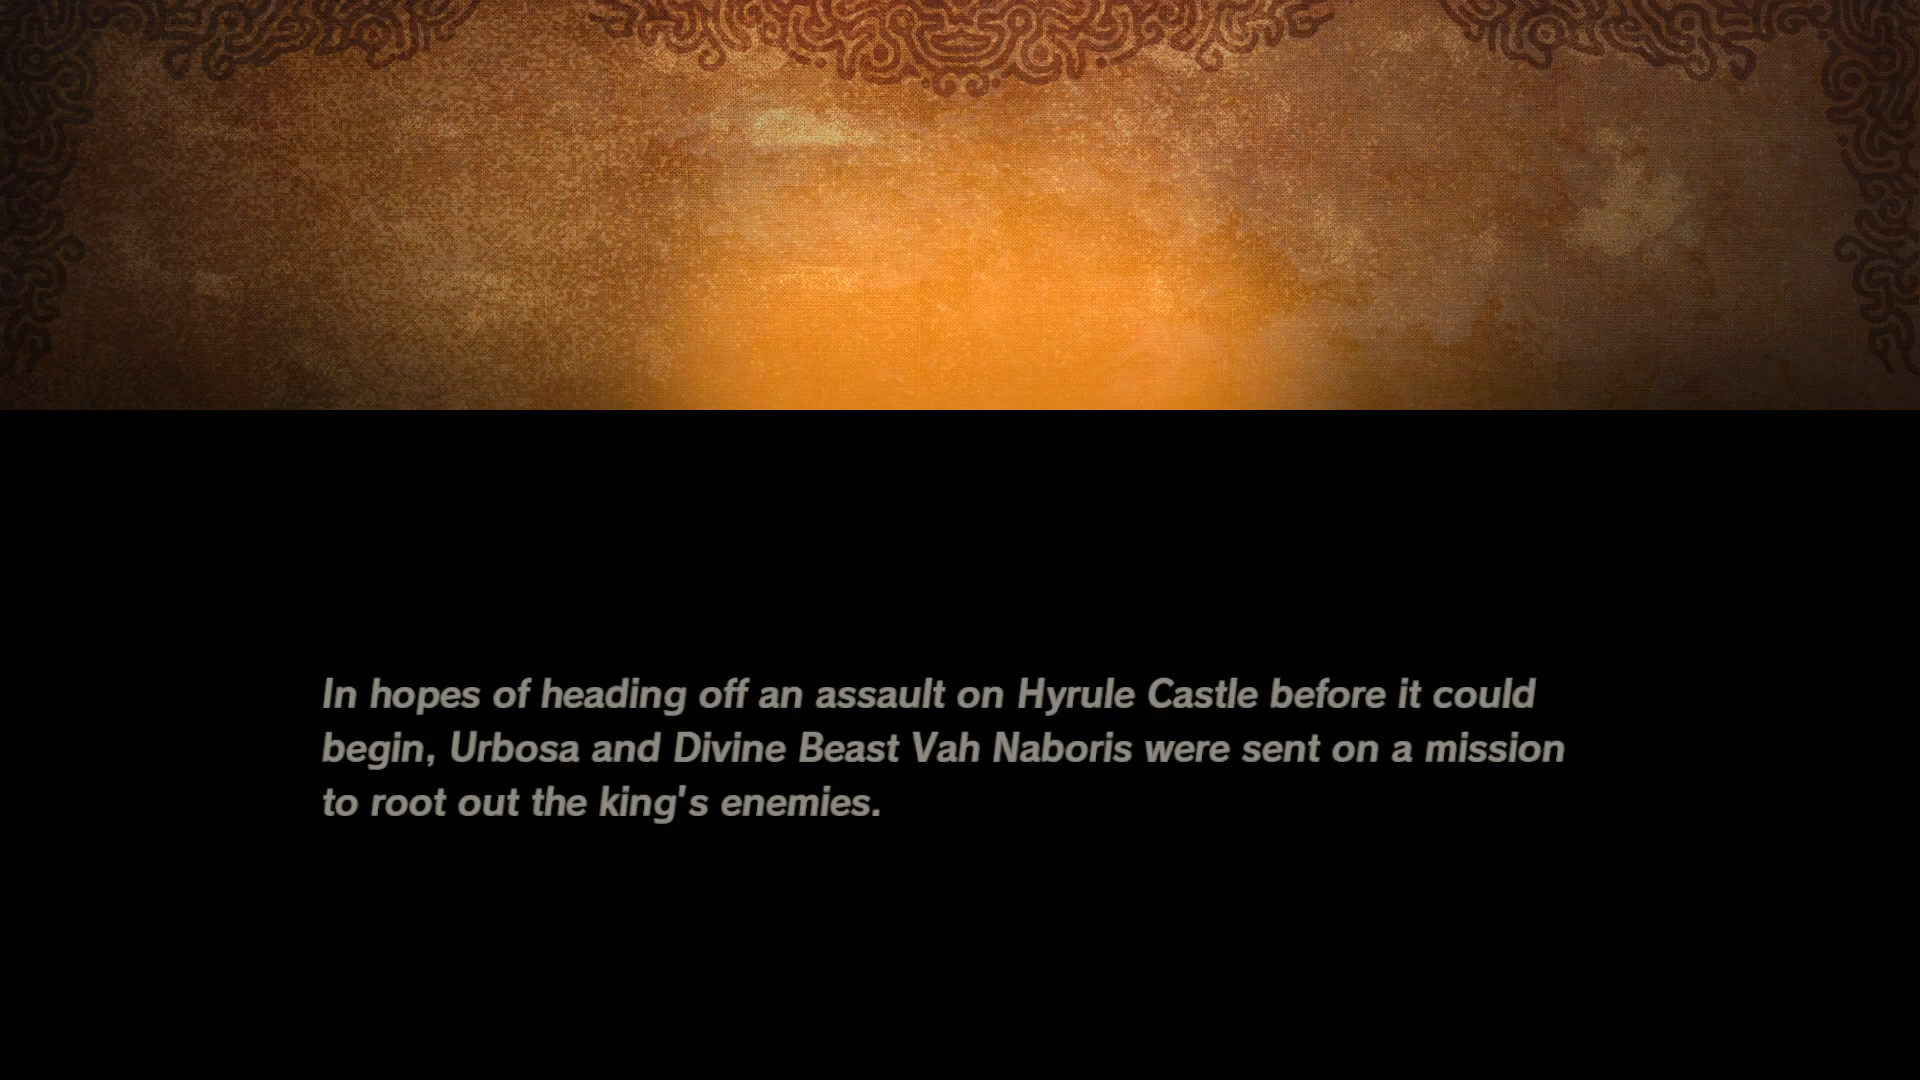 In hopes of heading off an assault on Hyrule Castle before it could
begin, Urbosa and Divine Beast Vah Naboris were sent on a mission
to root out the king's enemies.